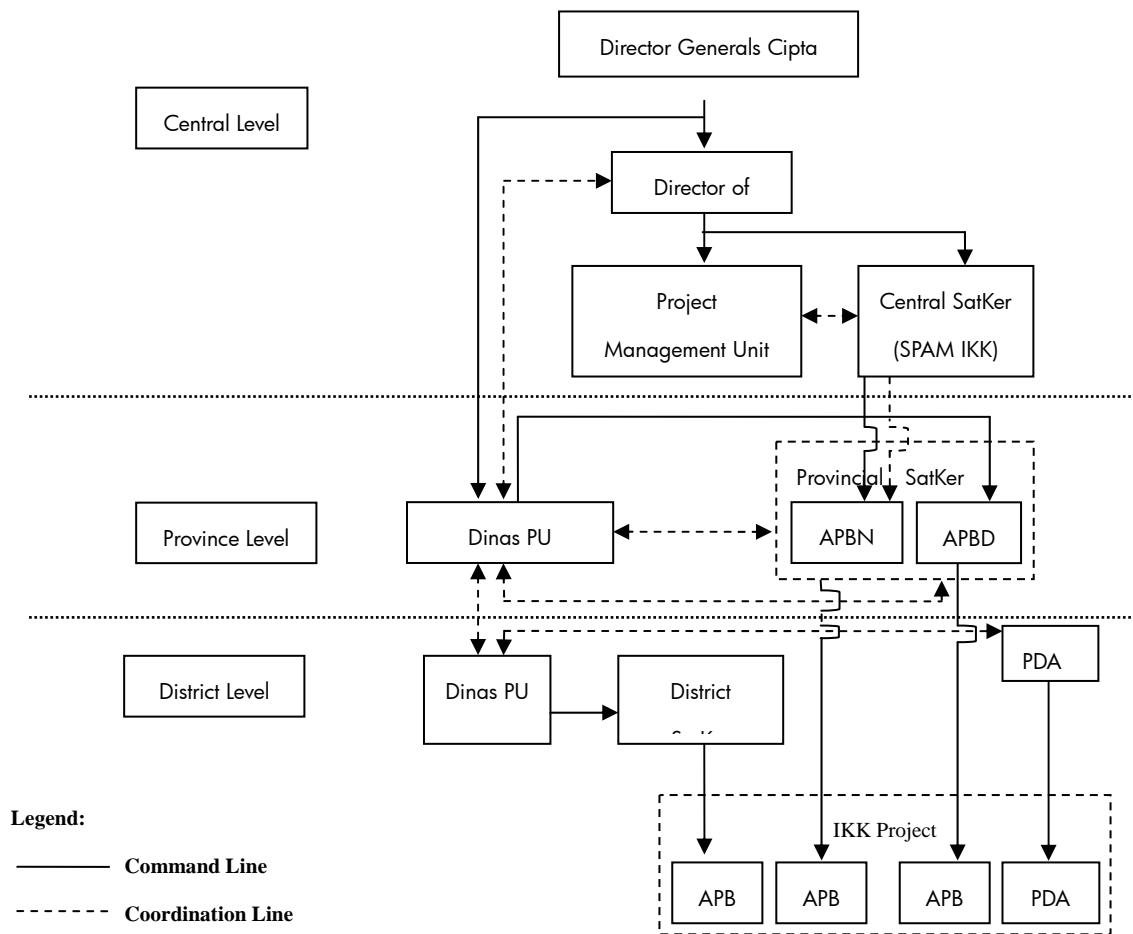 Director Generals Cipta
Central Level
Director of
Project
Management Unit
Central SatKer
(SPAM IKK)
Provincial SatKer
Province Level
Dinas PU
APBN
APBD
District Level
Dinas PU
District
PDA
Legend:
IKK Project
Command Line
APB
APB
APB
PDA
Coordination Line